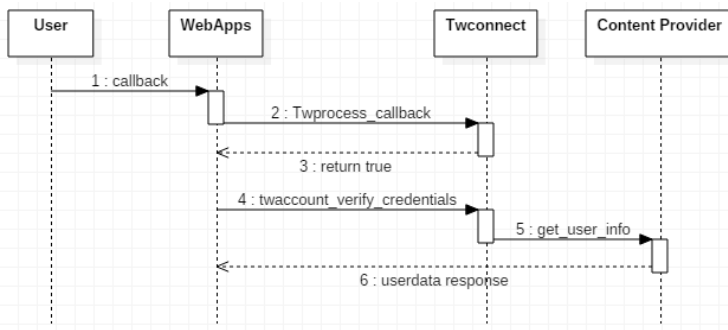 User
WebApps
Twconnect
Content Provider
1 : callback
2 : Twprocess_callback
3 : return true
4 : twaccount_verify_credentials
5 : get_user_info
6 : userdata response